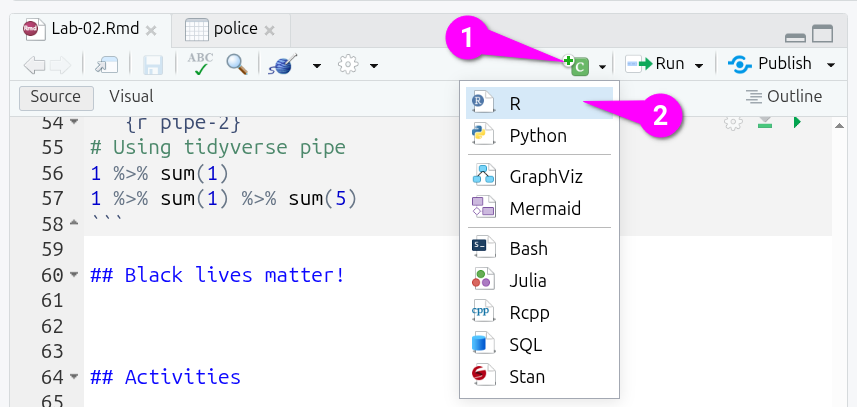 Lab-02.Rmd police
ABC Run Publish
1
Source Visual Outline
R
2
Python
GraphViz
Mermaid
Bash
Julia
Rcpp
SQL
Stan
54 {r pipe-2}
55 # Using tidyverse pipe
56 1 %>% sum(1)
57 1 %>% sum(1) %>% sum(5)
58 ```
59
60 ## Black lives matter!
61
62
63
64 ## Activities
65